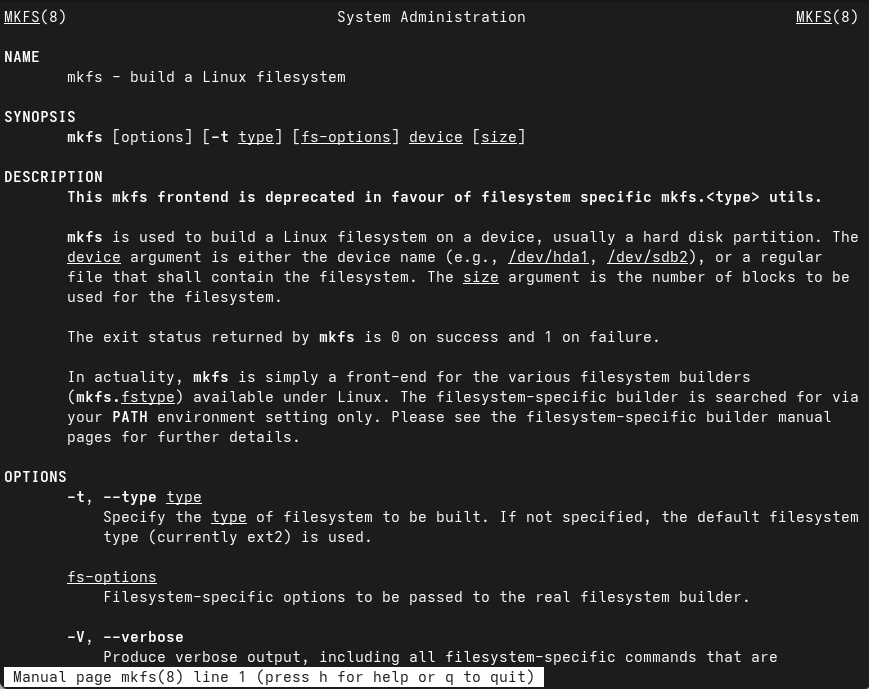 MKFS(8) System Administration MKFS(8)
NAME
mkfs - build a Linux filesystem
SYNOPSIS
mkfs [options] [-t type] [fs-options] device [size]
DESCRIPTION
This mkfs frontend is deprecated in favour of filesystem specific mkfs.<type> utils.
mkfs is used to build a Linux filesystem on a device, usually a hard disk partition. The
device argument is either the device name (e.g., /dev/hda1, /dev/sdb2), or a regular
file that shall contain the filesystem. The size argument is the number of blocks to be
used for the filesystem.
The exit status returned by mkfs is 0 on success and 1 on failure.
In actuality, mkfs is simply a front-end for the various filesystem builders
(mkfs.fstype) available under Linux. The filesystem-specific builder is searched for via
your PATH environment setting only. Please see the filesystem-specific builder manual
pages for further details.
OPTIONS
-t, --type type
Specify the type of filesystem to be built. If not specified, the default filesystem
type (currently ext2) is used.
fs-options
Filesystem-specific options to be passed to the real filesystem builder.
-V, --verbose
Produce verbose output, including all filesystem-specific commands that are
Manual page mkfs(8) line 1 (press h for help or q to quit)